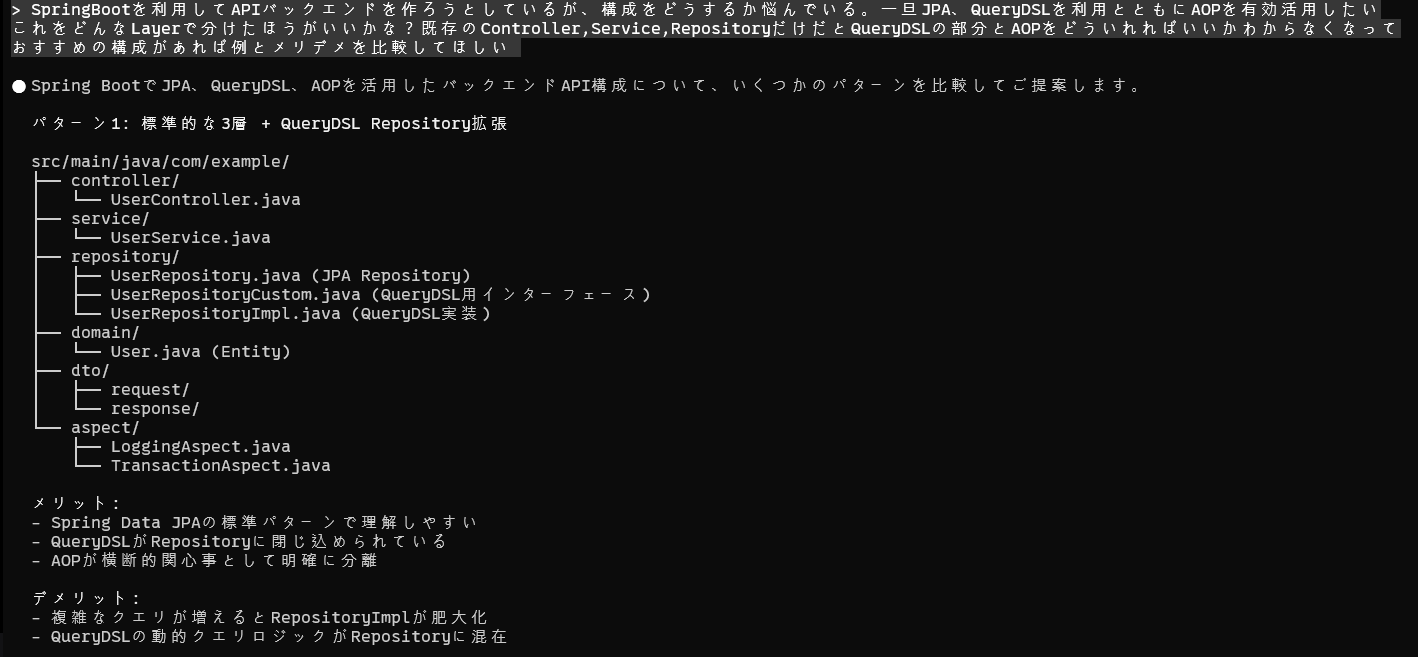 > SpringBootを利用してAPIバックエンドを作ろうとしているが、構成をどうするか悩んでいる。一旦JPA、QueryDSLを利用とともにAOPを有効活用したい
これをどんなLayerで分けたほうがいいかな？既存のController,Service,RepositoryだけだとQueryDSLの部分とAOPをどういれればいいかわからなくなって
おすすめの構成があれば例とメリデメを比較してほしい
● Spring BootでJPA、QueryDSL、AOPを活用したバックエンドAPI構成について、いくつかのパターンを比較してご提案します。
パターン1: 標準的な3層 + QueryDSL Repository拡張
src/main/java/com/example/
├── controller/
│   └── UserController.java
├── service/
│   └── UserService.java
├── repository/
│   ├── UserRepository.java (JPA Repository)
│   ├── UserRepositoryCustom.java (QueryDSL用インターフェース)
│   └── UserRepositoryImpl.java (QueryDSL実装)
├── domain/
│   └── User.java (Entity)
├── dto/
│   ├── request/
│   └── response/
└── aspect/
    ├── LoggingAspect.java
    └── TransactionAspect.java
メリット:
- Spring Data JPAの標準パターンで理解しやすい
- QueryDSLがRepositoryに閉じ込められている
- AOPが横断的関心事として明確に分離
デメリット:
- 複雑なクエリが増えるとRepositoryImplが肥大化
- QueryDSLの動的クエリロジックがRepositoryに混在